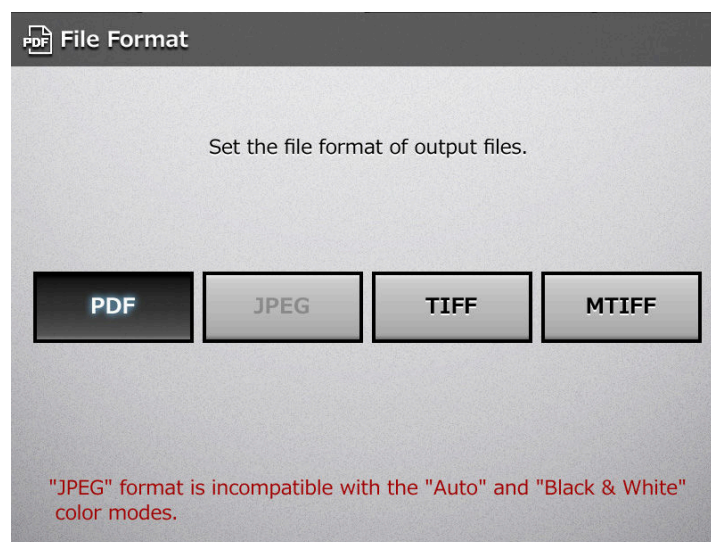 PDF File Format
Set the file format of output files.
PDF JPEG TIFF MTIFF
"JPEG" format is incompatible with the "Auto" and "Black & White"
color modes.